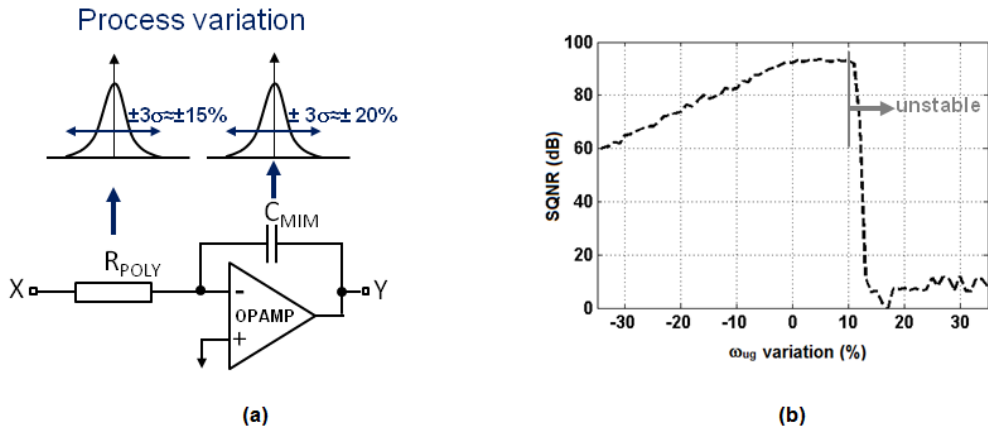 Process variation
±3σ≈±15%
± 3σ≈± 20%
C_MIM
R_POLY
X
-
OPAMP
+
Y
(a)
100
80
60
40
20
0
SQNR (dB)
unstable
-30 -20 -10 0 10 20 30
ω_ug variation (%)
(b)